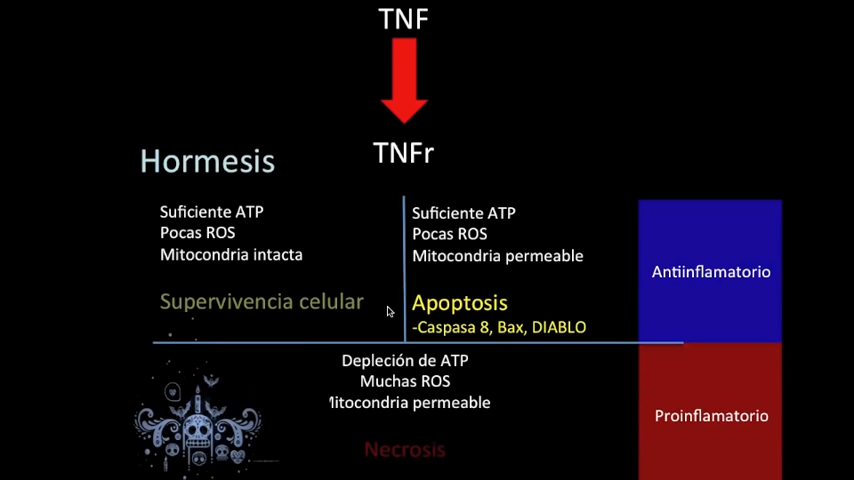 TNF
TNFr
Hormesis
Suficiente ATP
Pocas ROS
Mitocondria intacta
Supervivencia celular
Suficiente ATP
Pocas ROS
Mitocondria permeable
Apoptosis
-Caspasa 8, Bax, DIABLO
Antiinflamatorio
Depleción de ATP
Muchas ROS
Mitocondria permeable
Necrosis
Proinflamatorio